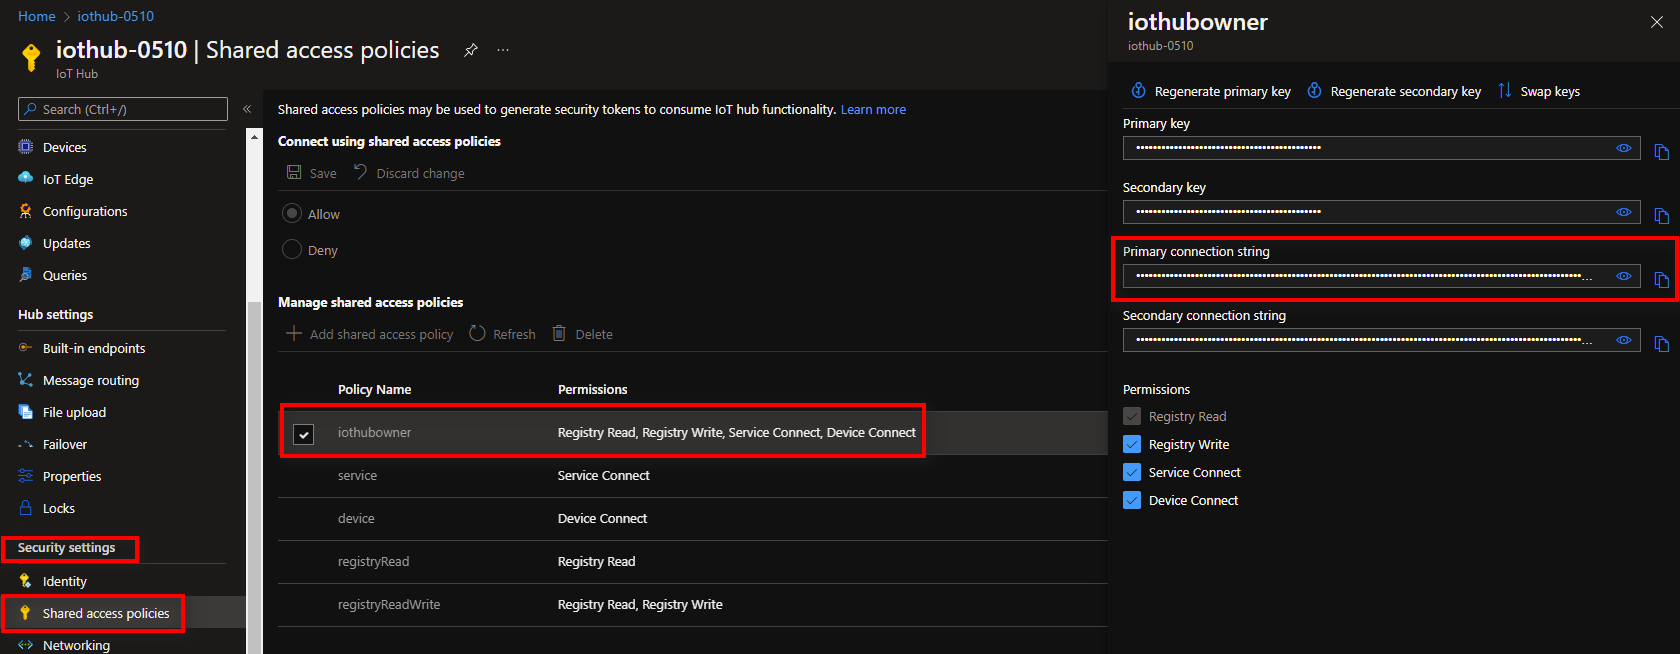 Home > iothub-0510
iothub-0510 | Shared access policies
...
IoT Hub
Search (Ctrl+/)
«
Devices
IoT Edge
Configurations
Updates
Queries
Hub settings
Built-in endpoints
Message routing
File upload
Failover
Properties
Locks
Security settings
Identity
Shared access policies
Networking
Shared access policies may be used to generate security tokens to consume IoT hub functionality. Learn more
Connect using shared access policies
Save
Discard change
Allow
Deny
Manage shared access policies
Add shared access policy
Refresh
Delete
Policy Name Permissions
iothubowner Registry Read, Registry Write, Service Connect, Device Connect
service Service Connect
device Device Connect
registryRead Registry Read
registryReadWrite Registry Read, Registry Write
iothubowner
iothub-0510
Regenerate primary key
Regenerate secondary key
Swap keys
Primary key
Secondary key
Primary connection string
Secondary connection string
Permissions
Registry Read
Registry Write
Service Connect
Device Connect